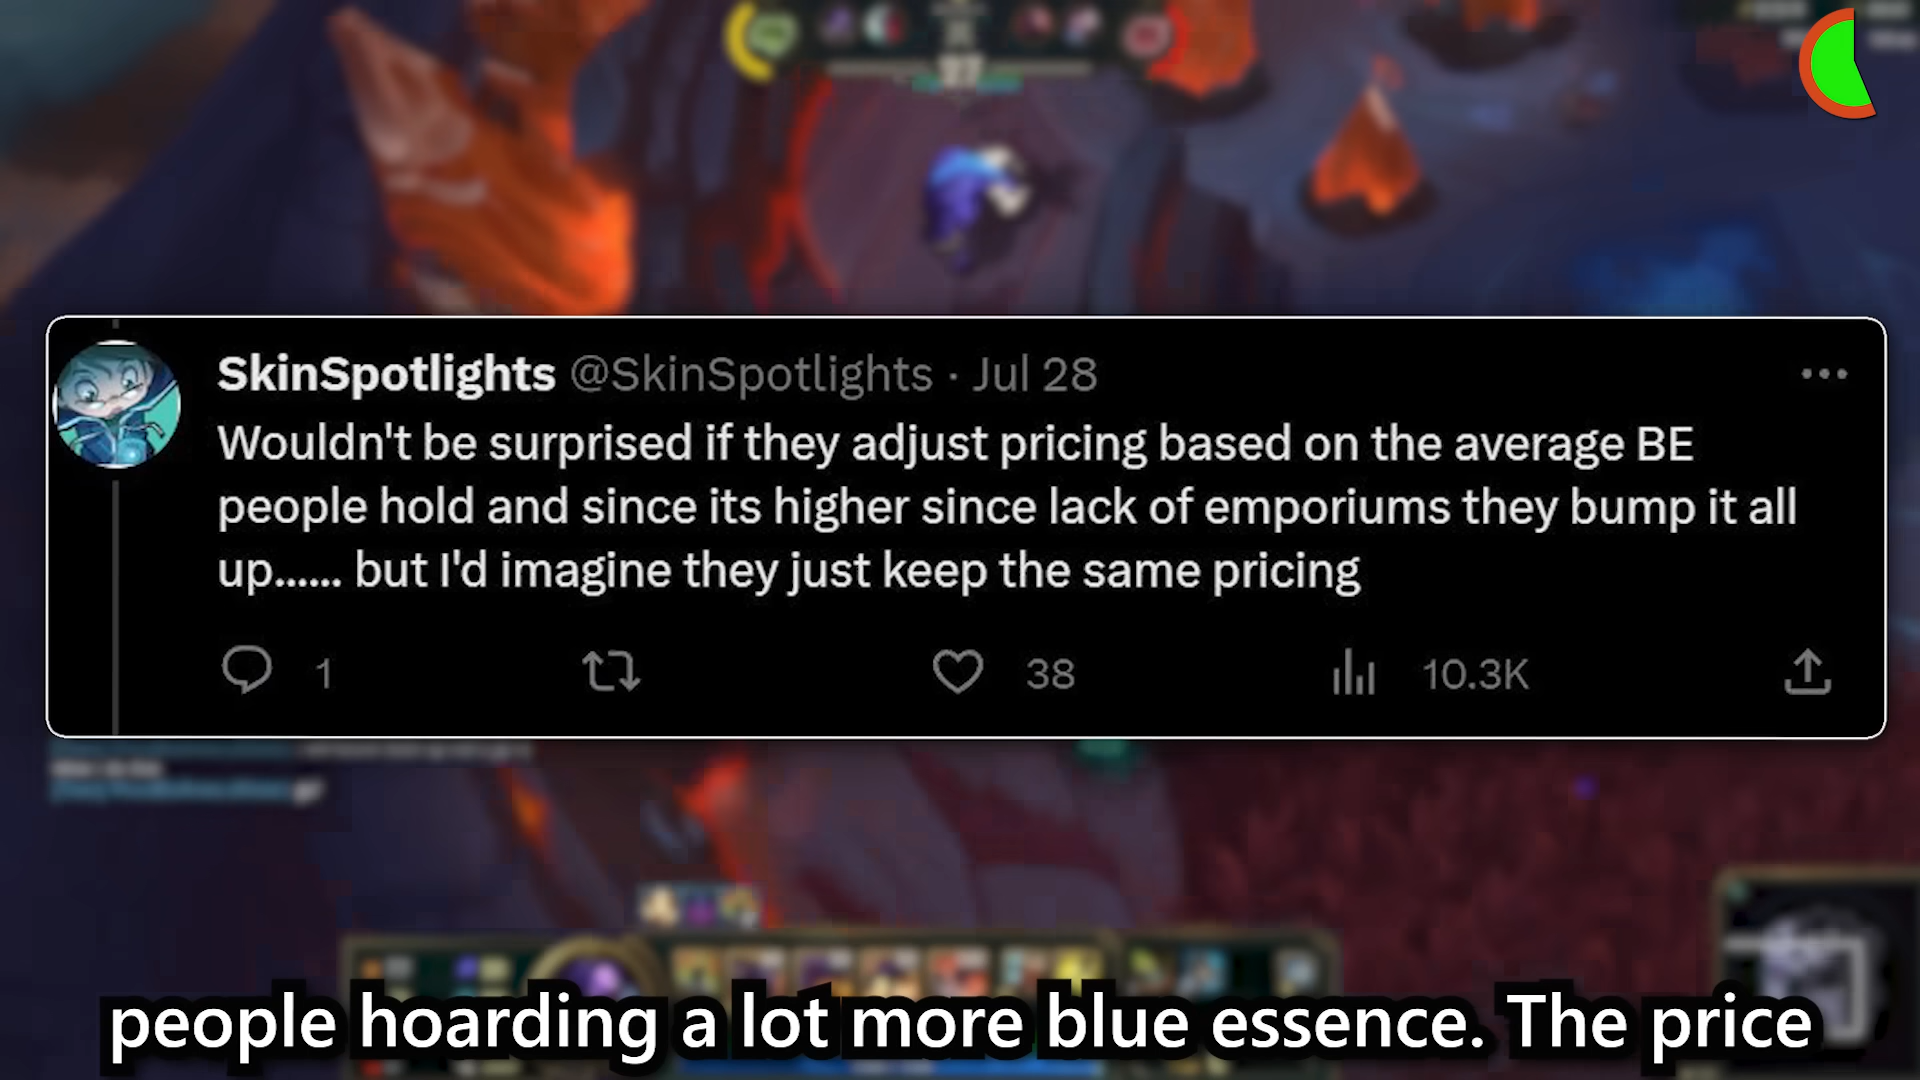 SkinSpotlights @SkinSpotlights · Jul 28
Wouldn't be surprised if they adjust pricing based on the average BE
people hold and since its higher since lack of emporiums they bump it all
up...... but I'd imagine they just keep the same pricing
1 38 10.3K
people hoarding a lot more blue essence. The price